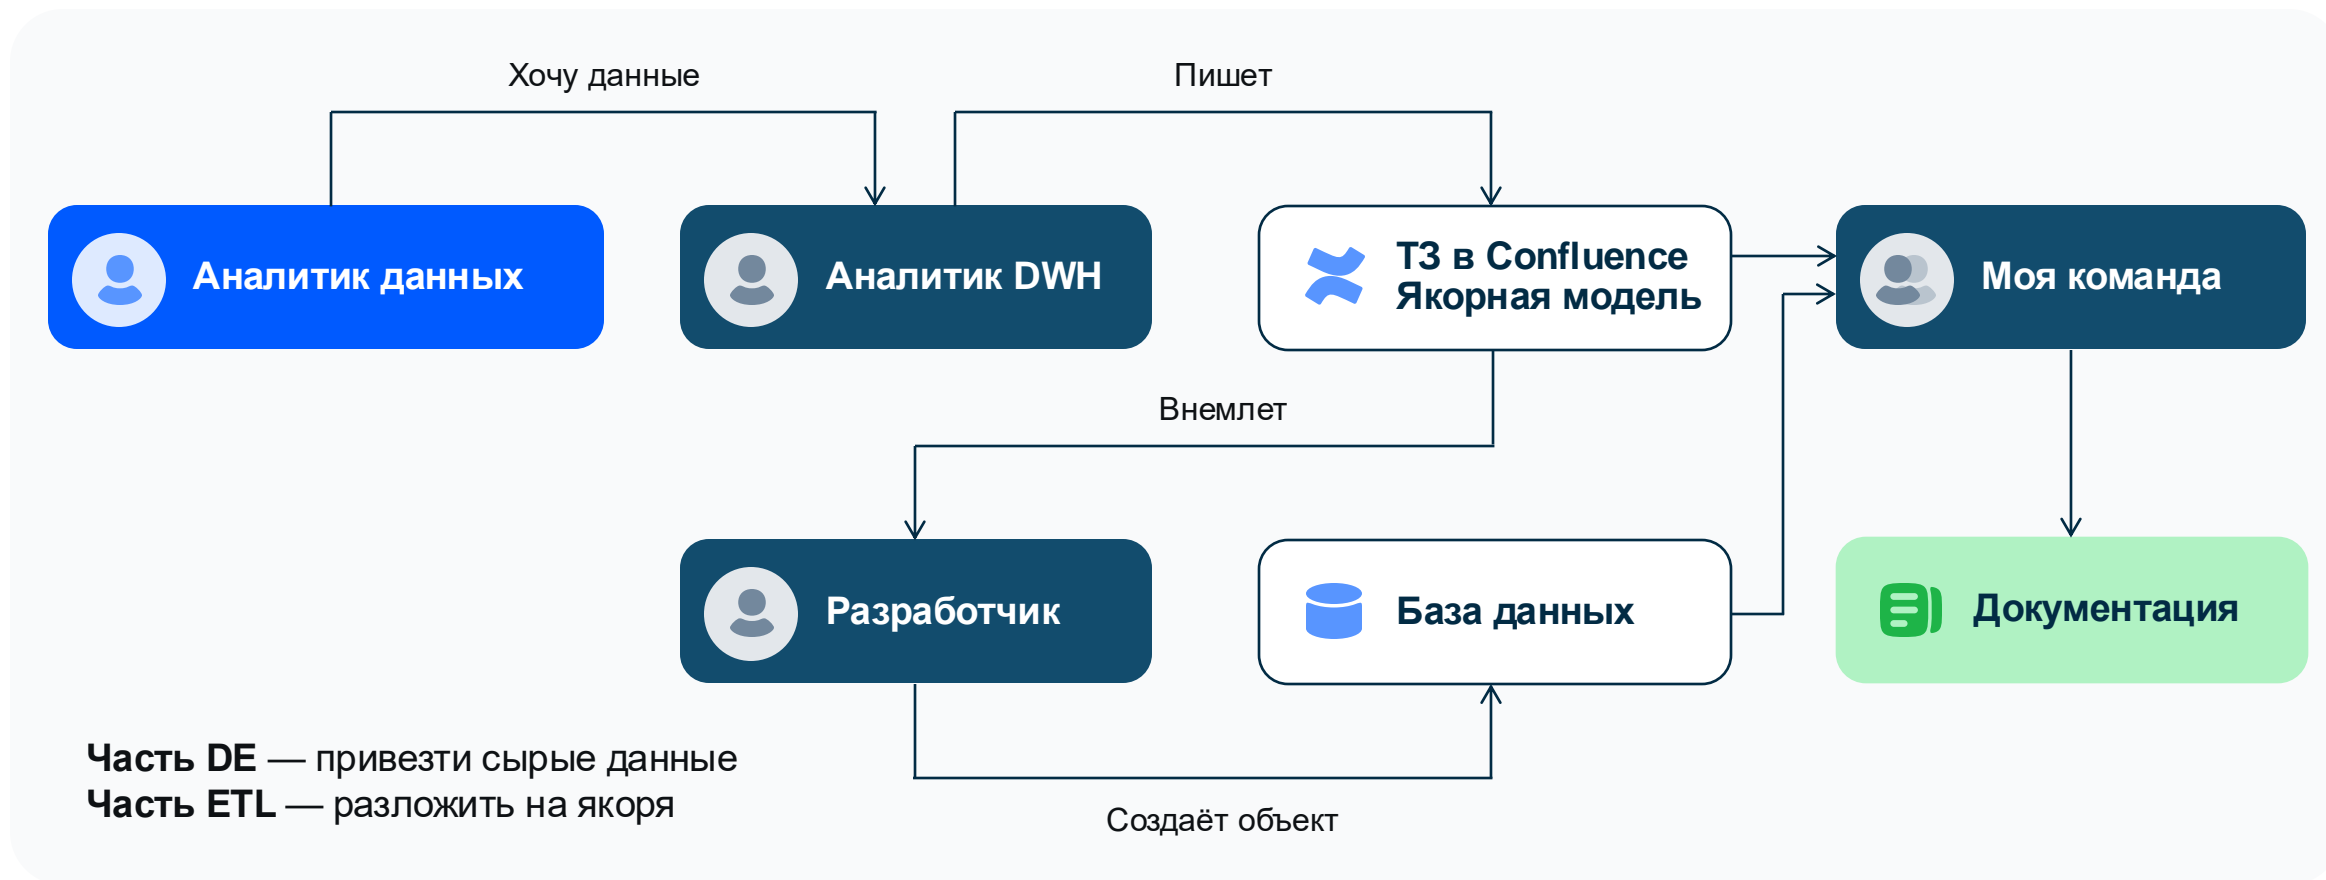 Хочу данные
Пишет
Аналитик данных
Аналитик DWH
ТЗ в Confluence
Якорная модель
Моя команда
Внемлет
Разработчик
База данных
Документация
Часть DE — привезти сырые данные
Часть ETL — разложить на якоря
Создаёт объект